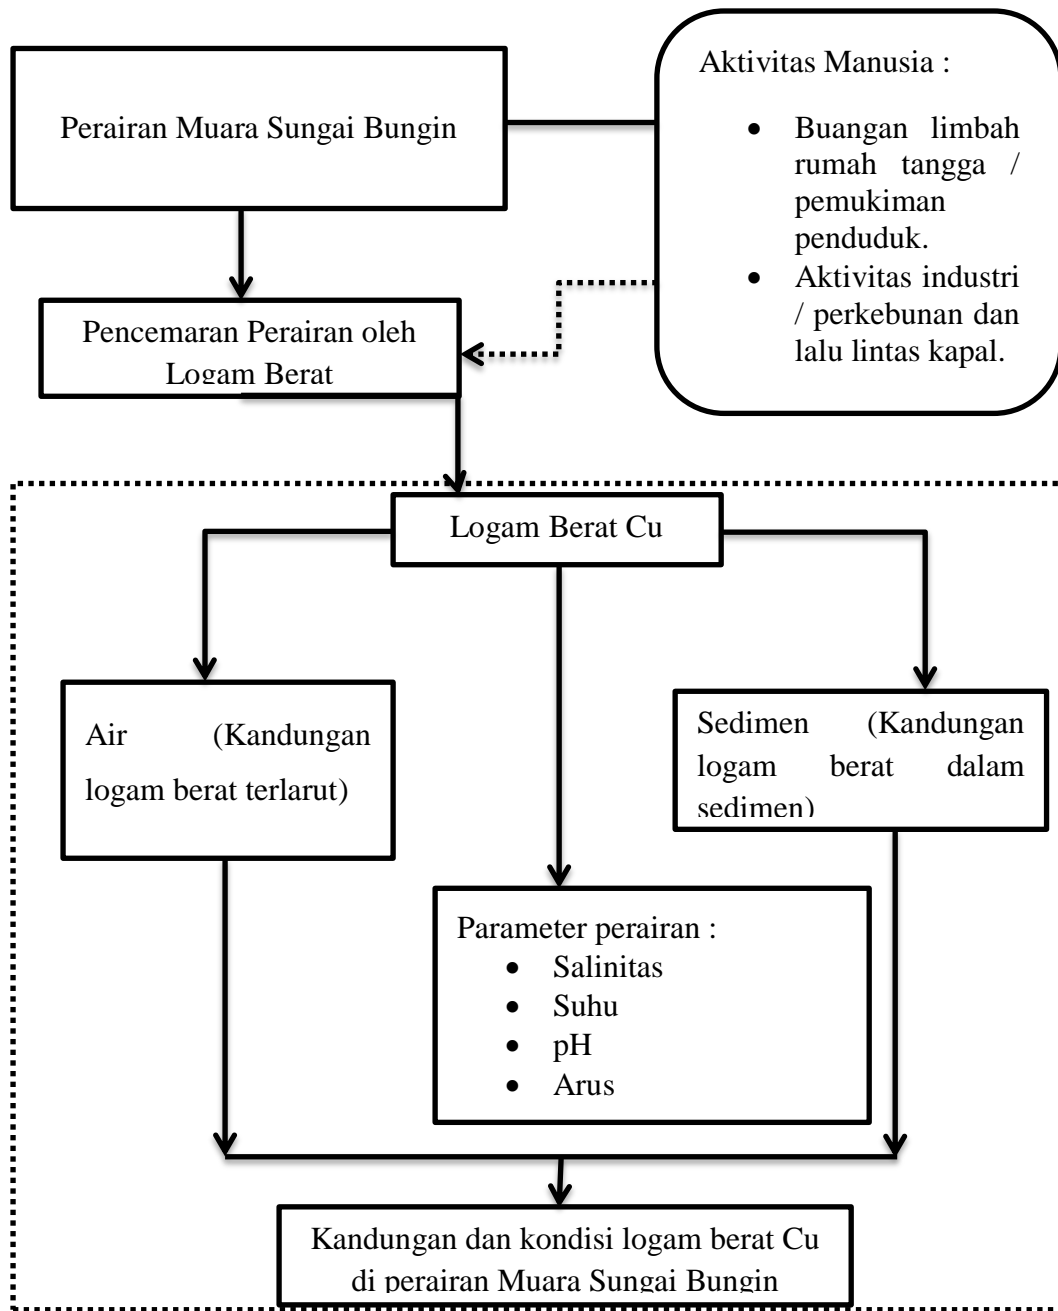 Perairan Muara Sungai Bungin
Aktivitas Manusia :
• Buangan limbah
rumah tangga /
pemukiman
penduduk.
• Aktivitas industri
/ perkebunan dan
lalu lintas kapal.
Pencemaran Perairan oleh
Logam Berat
Logam Berat Cu
Air (Kandungan
logam berat terlarut)
Sedimen (Kandungan
logam berat dalam
sedimen)
Parameter perairan :
• Salinitas
• Suhu
• pH
• Arus
Kandungan dan kondisi logam berat Cu
di perairan Muara Sungai Bungin